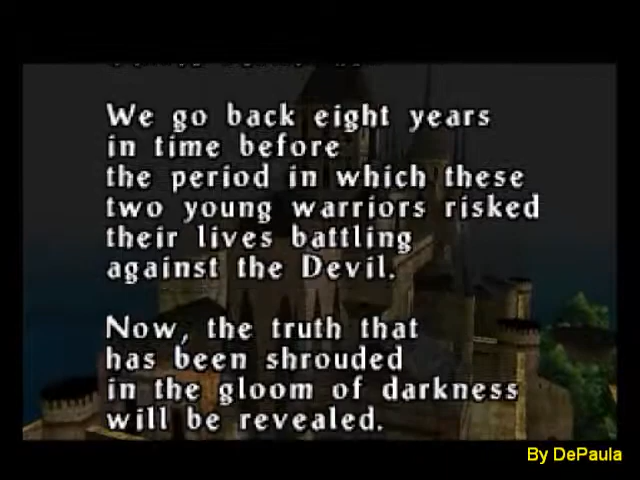 We go back eight years
in time before
the period in which these
two young warriors risked
their lives battling
against the Devil.
Now, the truth that
has been shrouded
in the gloom of darkness
will be revealed.
By DePaula